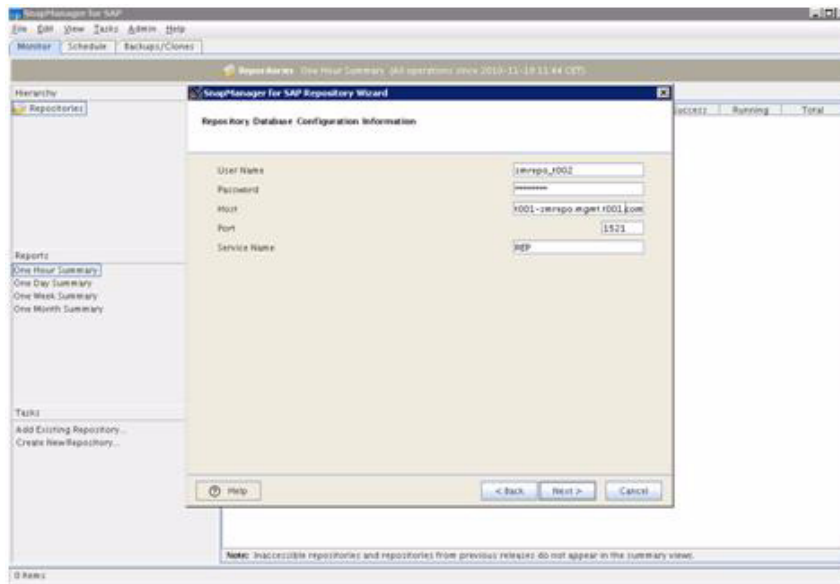 SnapManager for SAP
File Edit View Tasks Admin Help
Monitor Schedule Backups/Clones
Repositories One Hour Summary (All operations since 2010-11-19 11:44 CET)
Hierarchy
Repositories
SnapManager for SAP Repository Wizard
Success Running Total
Repository Database Configuration Information
User Name smrepo_t002
Password ********
Host t001-smrepo.mgmt.t001.com
Port 1521
Service Name REP
Reports
One Hour Summary
One Day Summary
One Week Summary
One Month Summary
Tasks
Add Existing Repository...
Create New Repository...
Help < Back Next > Cancel
Note: Inaccessible repositories and repositories from previous releases do not appear in the summary views.
0 Items